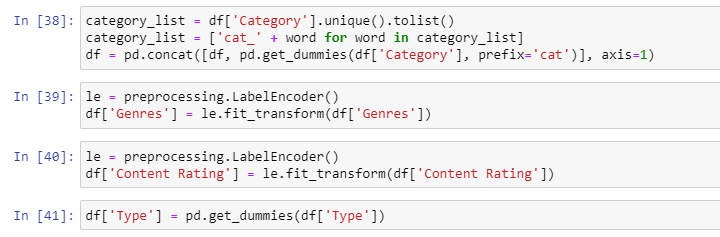 In [38]: category_list = df['Category'].unique().tolist()
category_list = ['cat_' + word for word in category_list]
df = pd.concat([df, pd.get_dummies(df['Category'], prefix='cat')], axis=1)
In [39]: le = preprocessing.LabelEncoder()
df['Genres'] = le.fit_transform(df['Genres'])
In [40]: le = preprocessing.LabelEncoder()
df['Content Rating'] = le.fit_transform(df['Content Rating'])
In [41]: df['Type'] = pd.get_dummies(df['Type'])